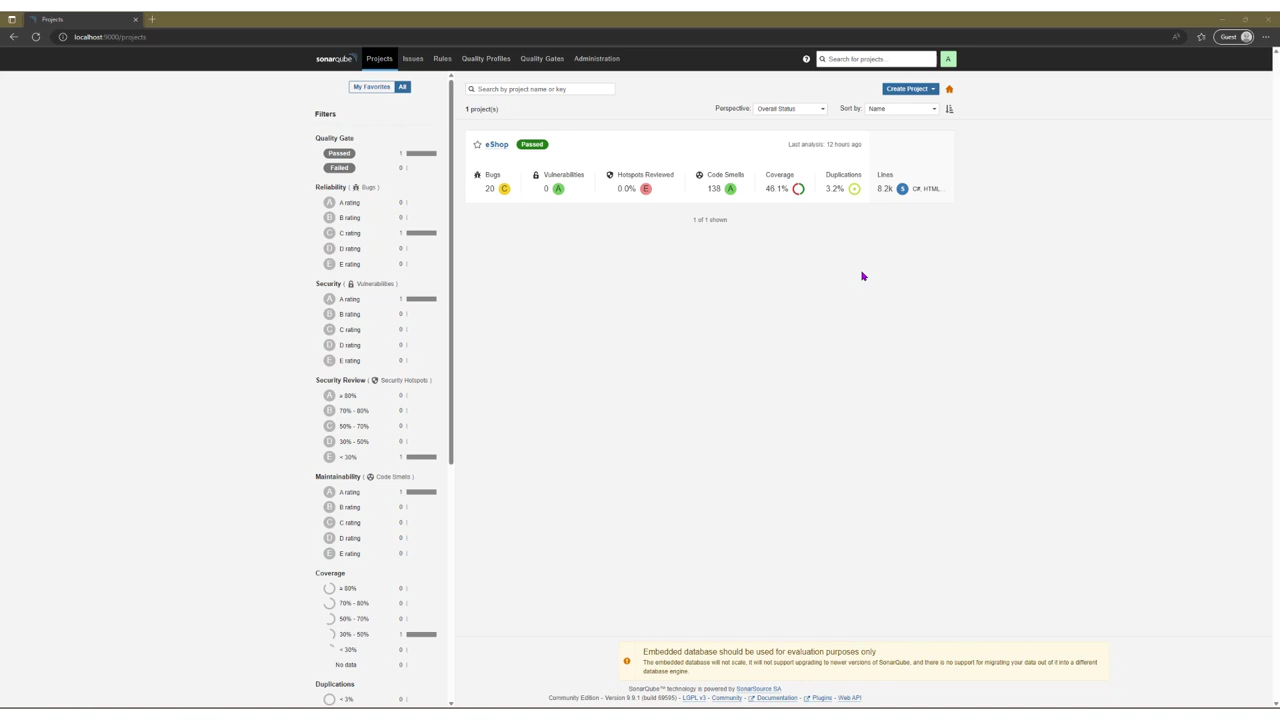 Projects
localhost:9000/projects
Guest
sonarqube Projects Issues Rules Quality Profiles Quality Gates Administration
Search for projects...
A
My Favorites All
Search by project name or key
Create Project
Filters
1 project(s)
Perspective: Overall Status
Sort by: Name
Quality Gate
Passed 1
Failed 0
Reliability ( Bugs )
A A rating 0
B B rating 0
C C rating 1
D D rating 0
E E rating 0
Security ( Vulnerabilities )
A A rating 1
B B rating 0
C C rating 0
D D rating 0
E E rating 0
Security Review ( Security Hotspots )
A ≥ 80% 0
B 70% - 80% 0
C 50% - 70% 0
D 30% - 50% 0
E < 30% 1
Maintainability ( Code Smells )
A A rating 1
B B rating 0
C C rating 0
D D rating 0
E E rating 0
Coverage
≥ 80% 0
70% - 80% 0
50% - 70% 0
30% - 50% 1
< 30% 0
No data 0
Duplications
< 3% 0
eShop Passed Last analysis: 12 hours ago
Bugs Vulnerabilities Hotspots Reviewed Code Smells Coverage Duplications Lines
20 C 0 A 0.0% E 138 A 46.1% 3.2% 8.2k S C#, HTML...
1 of 1 shown
Embedded database should be used for evaluation purposes only
The embedded database will not scale, it will not support upgrading to newer versions of SonarQube, and there is no support for migrating your data out of it into a different
database engine.
SonarQube™ technology is powered by SonarSource SA
Community Edition - Version 9.9.1 (build 69595) - LGPL v3 - Community - Documentation - Plugins - Web API